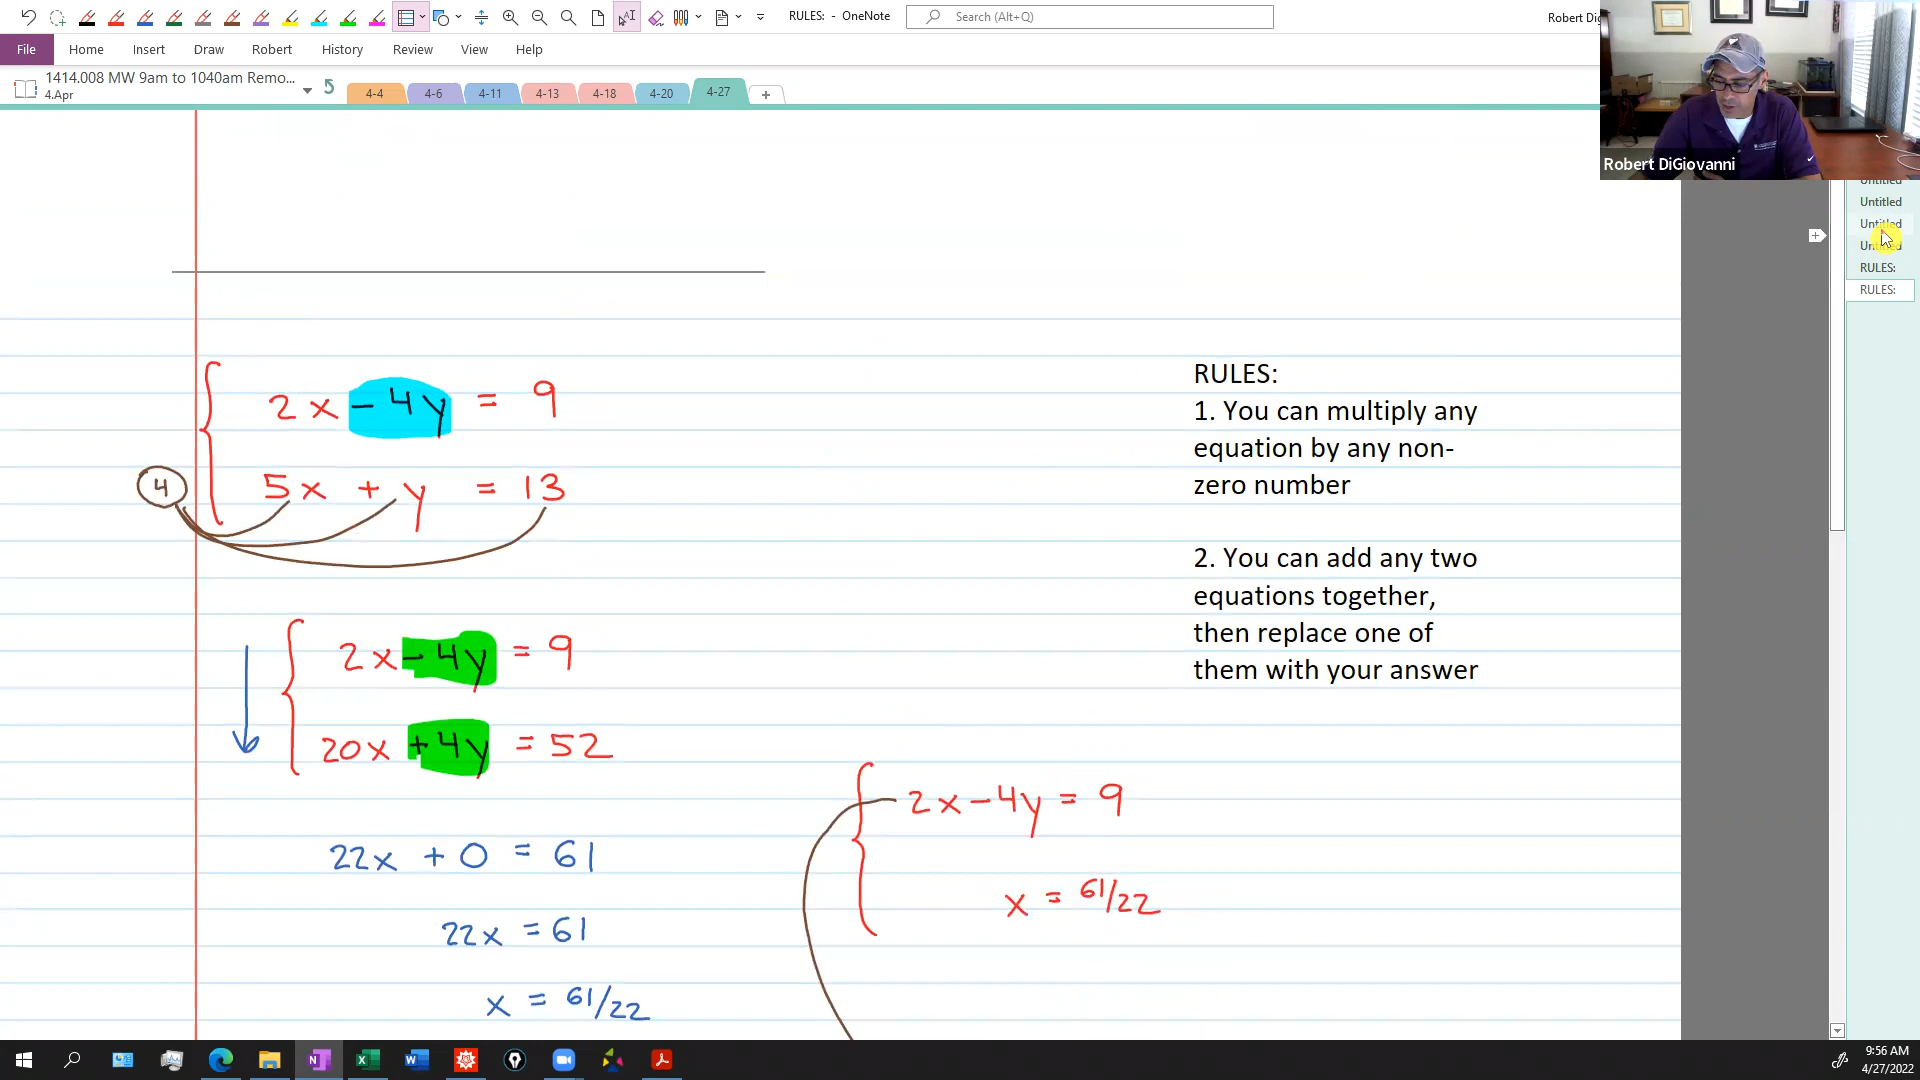 RULES: - OneNote
Search (Alt+Q)
File Home Insert Draw Robert History Review View Help
1414.008 MW 9am to 1040am Remo...
4.Apr
4-4 4-6 4-11 4-13 4-18 4-20 4-27
Robert DiGiovanni
Untitled
Untitled
RULES:
RULES:
2x - 4y = 9
4 5x + y = 13
2x - 4y = 9
20x + 4y = 52
22x + 0 = 61
22x = 61
x = 61/22
RULES:
1. You can multiply any
equation by any non-
zero number
2. You can add any two
equations together,
then replace one of
them with your answer
2x - 4y = 9
x = 61/22
9:56 AM
4/27/2022